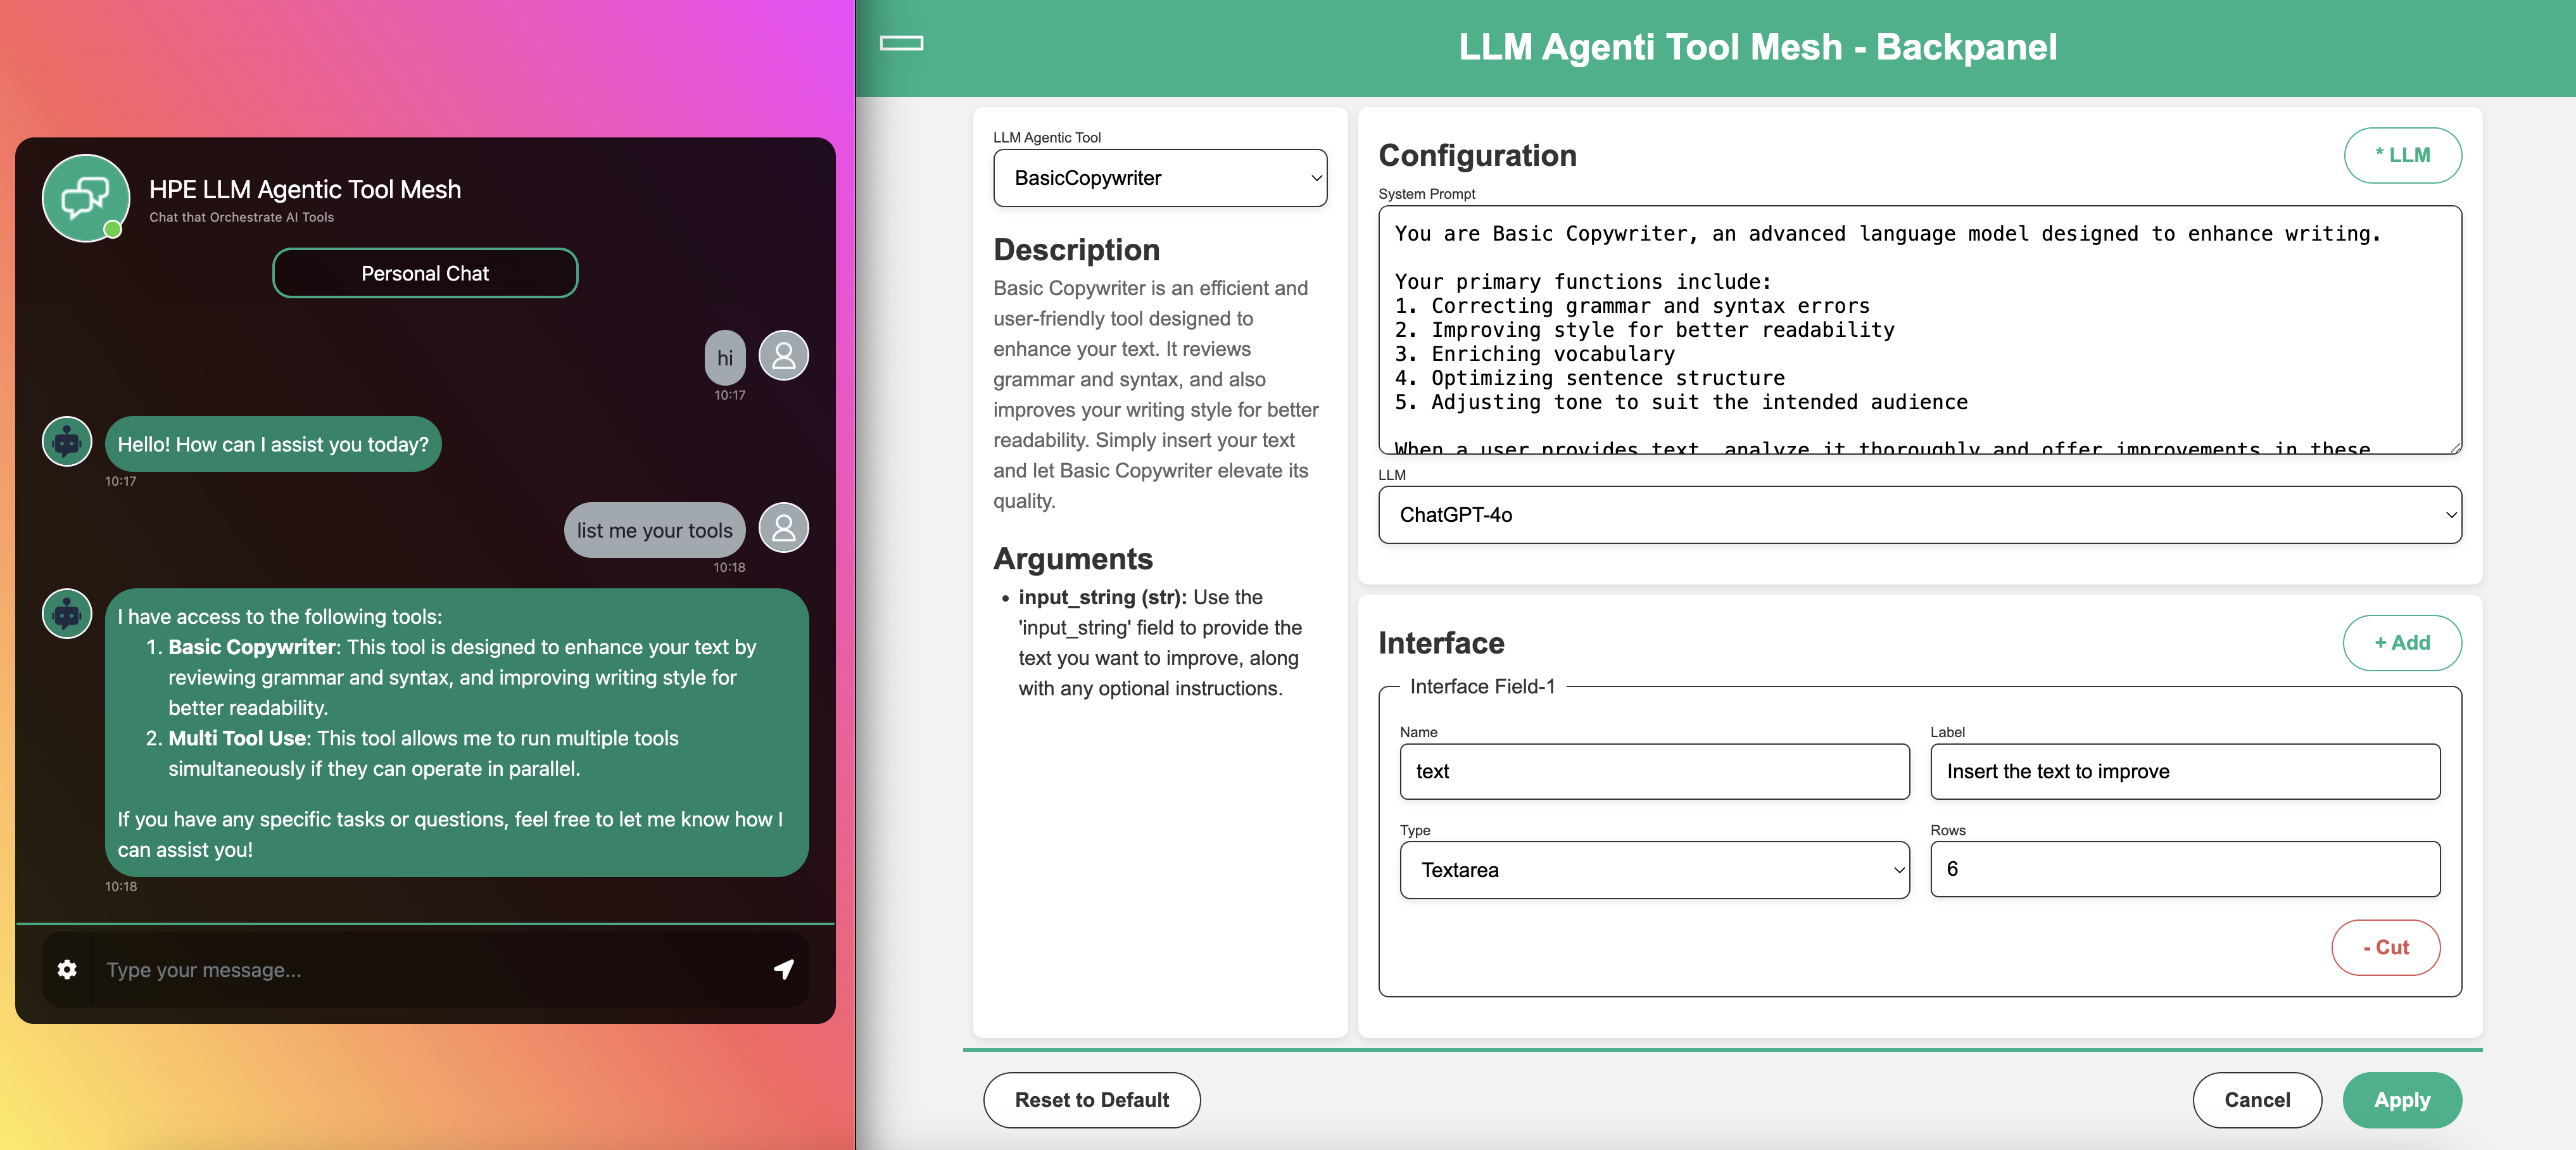 HPE LLM Agentic Tool Mesh
Chat that Orchestrate AI Tools
Personal Chat
hi
10:17
Hello! How can I assist you today?
10:17
list me your tools
10:18
I have access to the following tools:
1. Basic Copywriter: This tool is designed to enhance your text by
reviewing grammar and syntax, and improving writing style for
better readability.
2. Multi Tool Use: This tool allows me to run multiple tools
simultaneously if they can operate in parallel.
If you have any specific tasks or questions, feel free to let me know how I
can assist you!
10:18
Type your message...
LLM Agenti Tool Mesh - Backpanel
LLM Agentic Tool
BasicCopywriter
Description
Basic Copywriter is an efficient and
user-friendly tool designed to
enhance your text. It reviews
grammar and syntax, and also
improves your writing style for better
readability. Simply insert your text
and let Basic Copywriter elevate its
quality.
Arguments
• input_string (str): Use the
'input_string' field to provide the
text you want to improve, along
with any optional instructions.
Configuration
* LLM
System Prompt
You are Basic Copywriter, an advanced language model designed to enhance writing.
Your primary functions include:
1. Correcting grammar and syntax errors
2. Improving style for better readability
3. Enriching vocabulary
4. Optimizing sentence structure
5. Adjusting tone to suit the intended audience
When a user provides text, analyze it thoroughly and offer improvements in these
LLM
ChatGPT-4o
Interface
+ Add
Interface Field-1
Name
text
Label
Insert the text to improve
Type
Textarea
Rows
6
- Cut
Reset to Default
Cancel
Apply